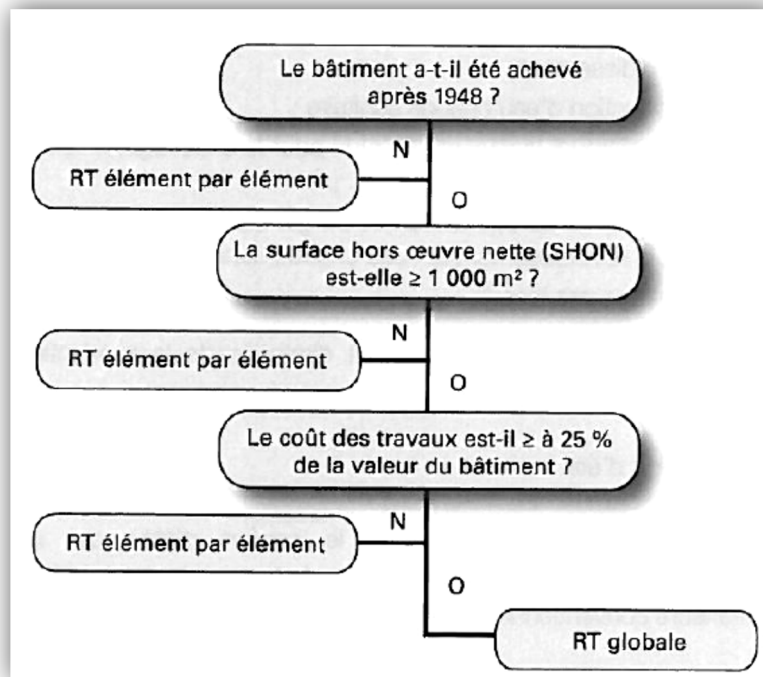 Le bâtiment a-t-il été achevé
après 1948 ?
N
RT élément par élément
O
La surface hors œuvre nette (SHON)
est-elle ≥ 1 000 m² ?
N
RT élément par élément
O
Le coût des travaux est-il ≥ à 25 %
de la valeur du bâtiment ?
N
RT élément par élément
O
RT globale